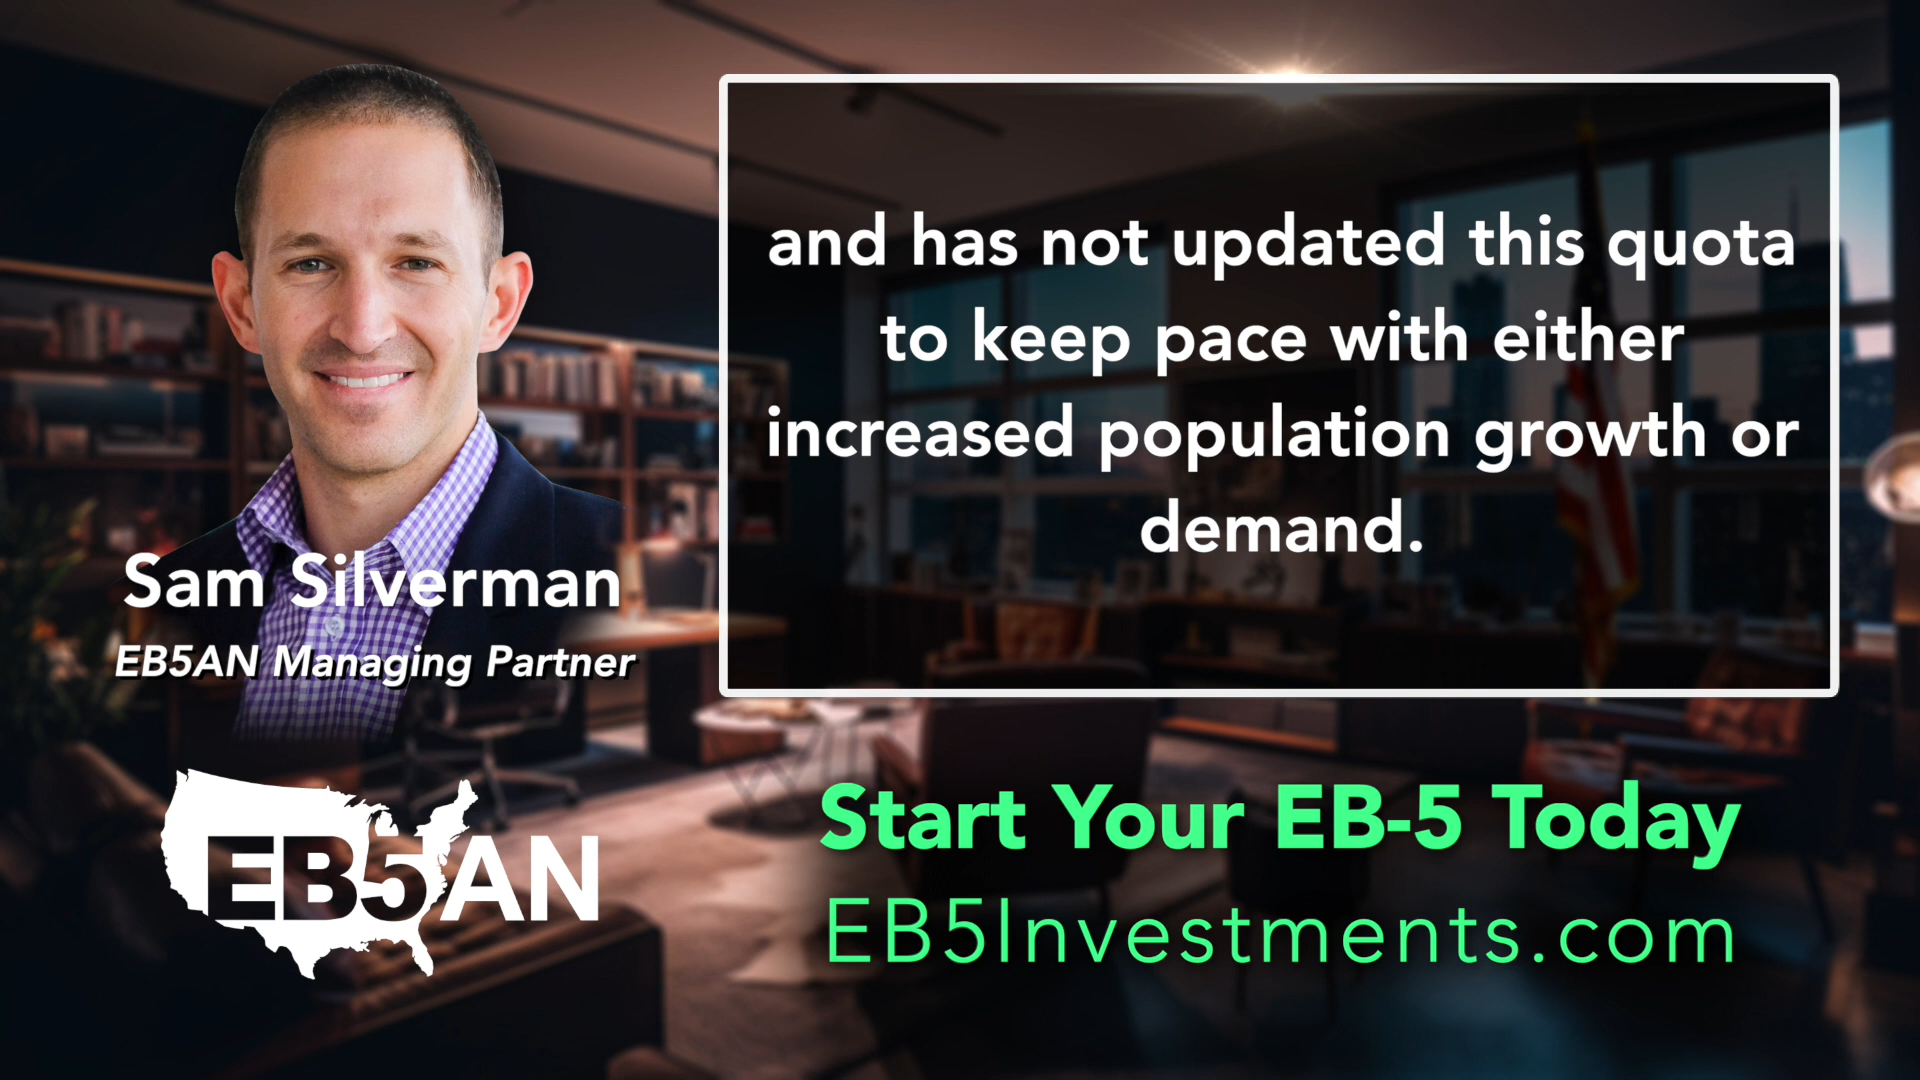 and has not updated this quota
to keep pace with either
increased population growth or
demand.
Sam Silverman
EB5AN Managing Partner
EB5AN
Start Your EB-5 Today
EB5Investments.com